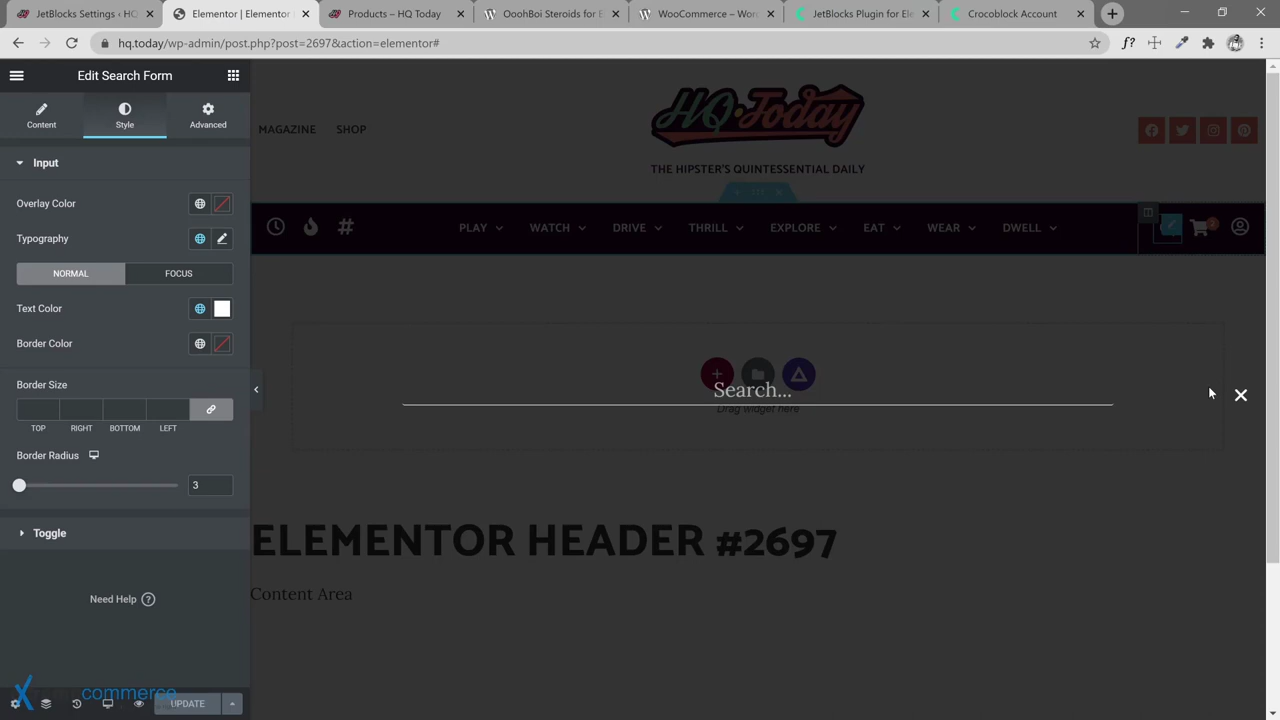 JetBlocks Settings ‹ HQ
Elementor | Elementor
Products – HQ Today
OoohBoi Steroids for E
WooCommerce – Wor
JetBlocks Plugin for Ele
Crocoblock Account
hq.today/wp-admin/post.php?post=2697&action=elementor#
f?
Edit Search Form
Content
Style
Advanced
Input
Overlay Color
Typography
NORMAL
FOCUS
Text Color
Border Color
Border Size
TOP
RIGHT
BOTTOM
LEFT
Border Radius
3
Toggle
Need Help
commerce
UPDATE
MAGAZINE
SHOP
HQ Today
THE HIPSTER'S QUINTESSENTIAL DAILY
PLAY
WATCH
DRIVE
THRILL
EXPLORE
EAT
WEAR
DWELL
Search...
Drag widget here
ELEMENTOR HEADER #2697
Content Area